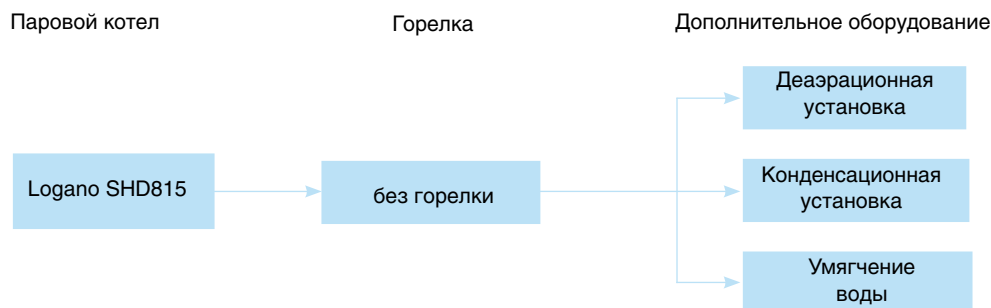 Паровой котел
Горелка
Дополнительное оборудование
Logano SHD815
без горелки
Деаэрационная
установка
Конденсационная
установка
Умягчение
воды